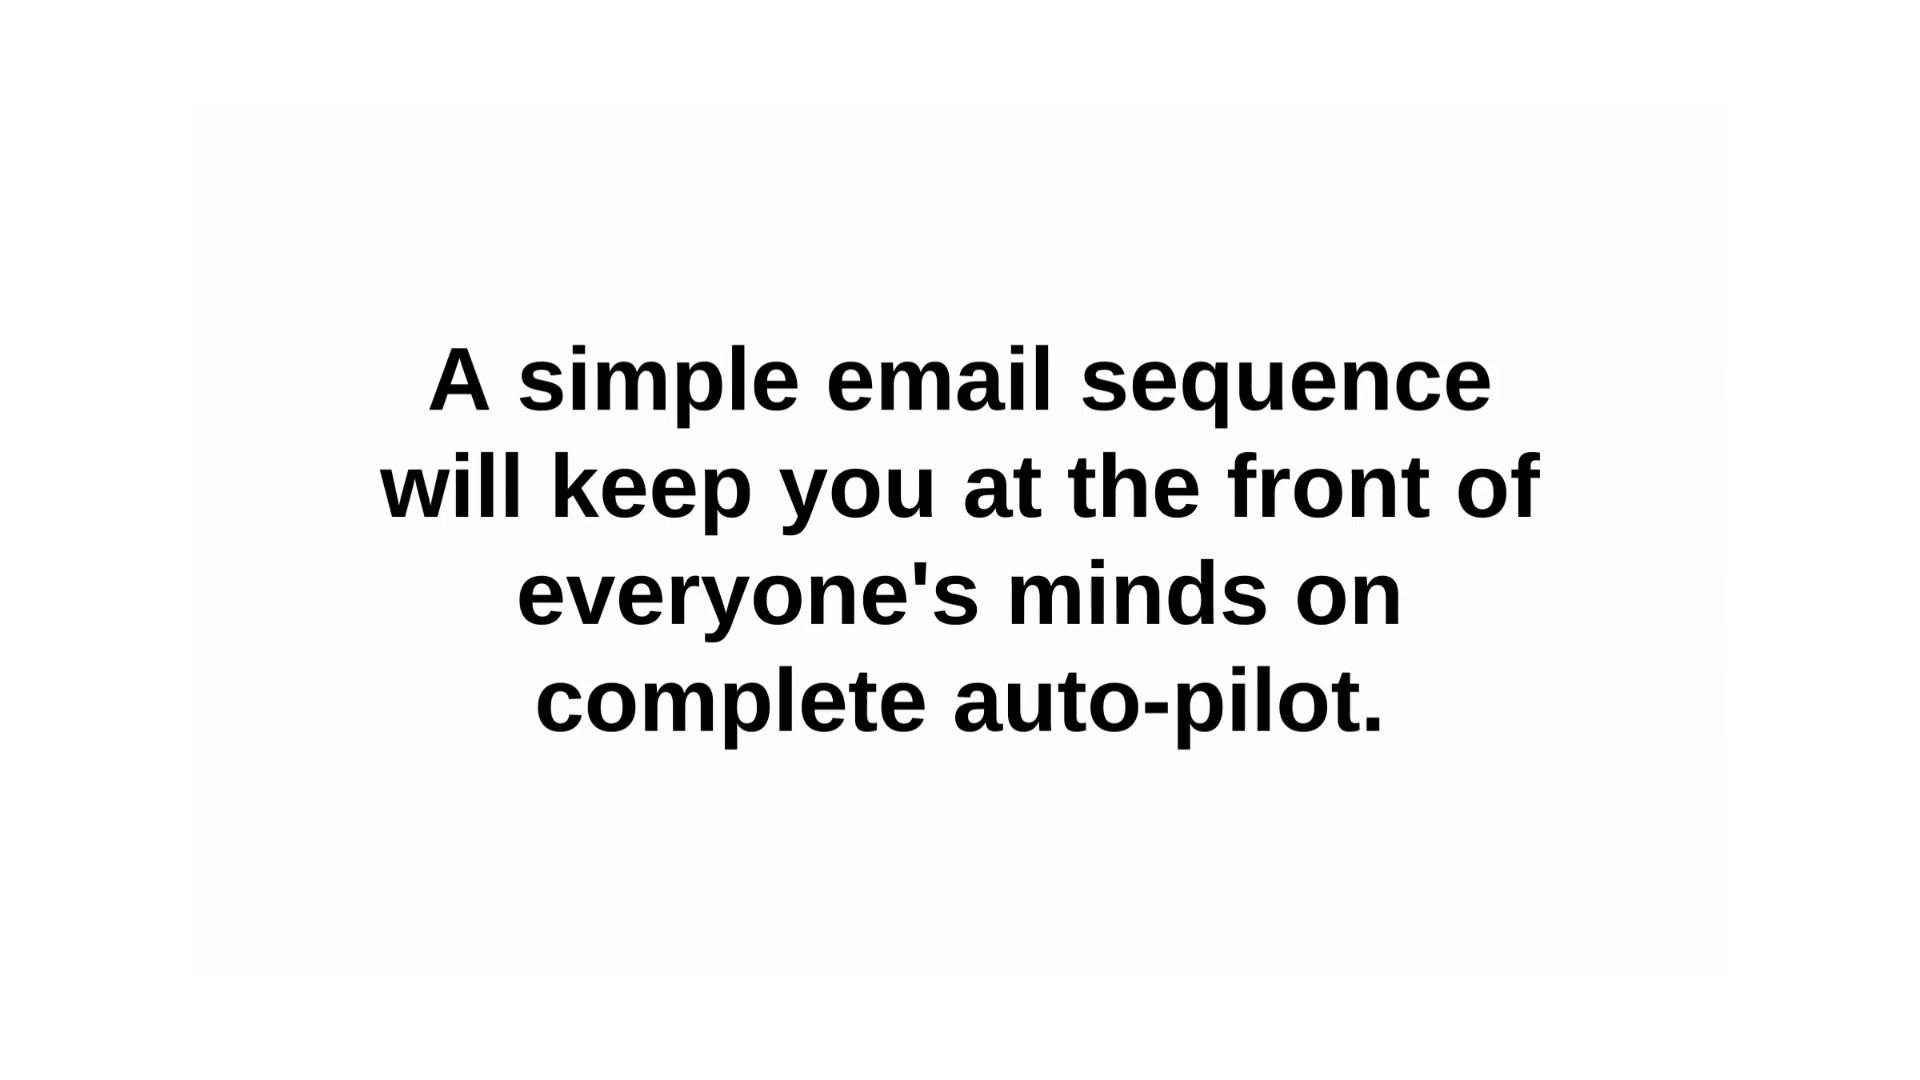 A simple email sequence
will keep you at the front of
everyone's minds on
complete auto-pilot.